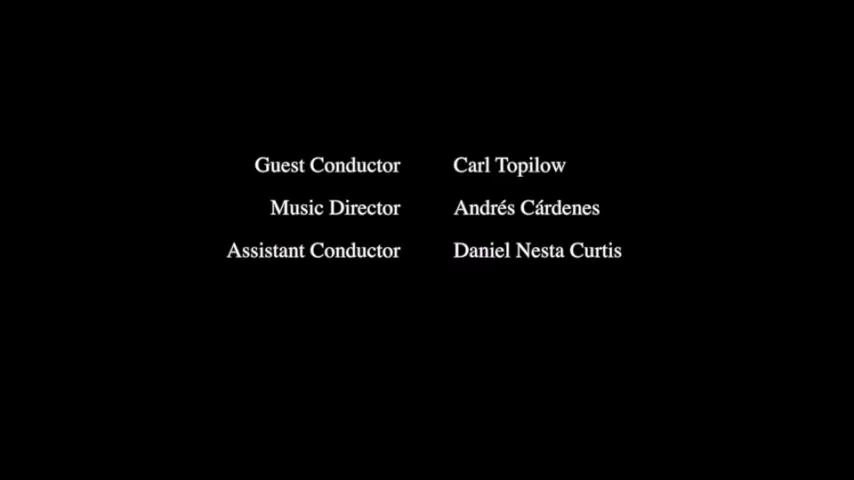 Guest Conductor Carl Topilow
Music Director Andrés Cárdenes
Assistant Conductor Daniel Nesta Curtis